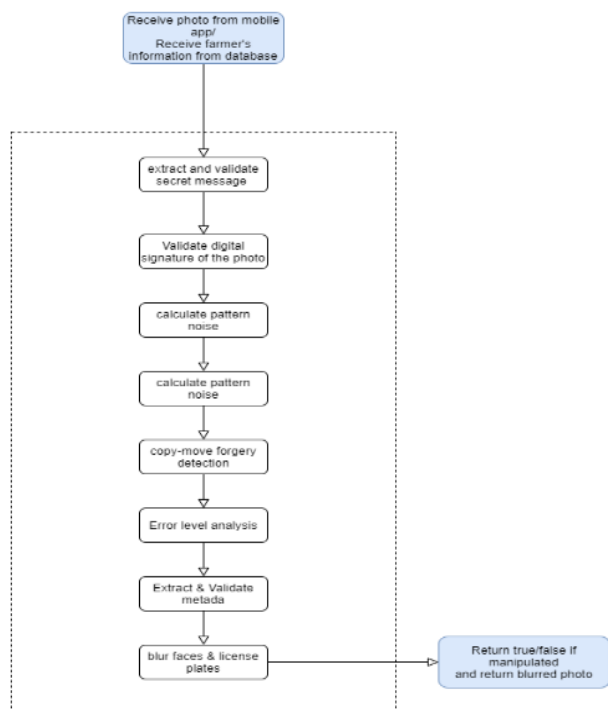 Receive photo from mobile
app/
Receive farmer's
information from database
extract and validate
secret message
Validate digital
signature of the photo
calculate pattern
noise
calculate pattern
noise
copy-move forgery
detection
Error level analysis
Extract & Validate
metada
blur faces & license
plates
Return true/false if
manipulated
and return blurred photo